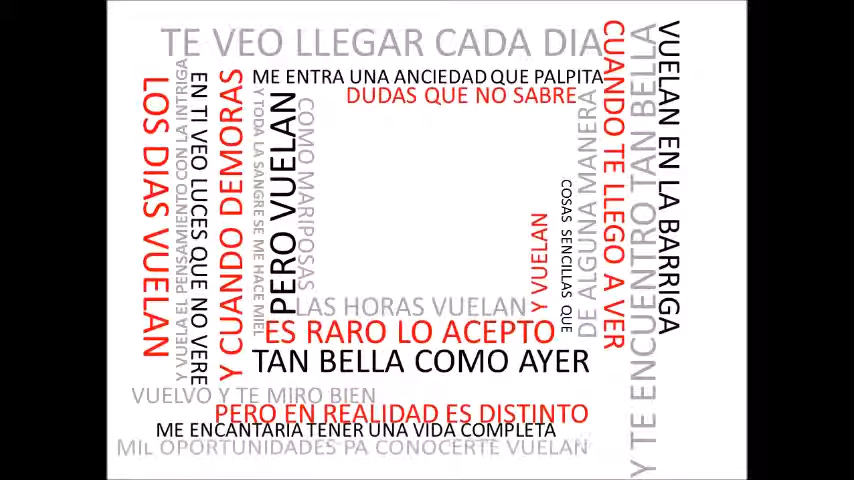 TE VEO LLEGAR CADA DIA
ME ENTRA UNA ANCIEDAD QUE PALPITA
DUDAS QUE NO SABRE
LOS DIAS VUELAN
Y VUELA EL PENSAMIENTO CON LA INTRIGA
EN TI VEO LUCES QUE NO VERE
Y CUANDO DEMORAS
Y TODA LA SANGRE SE ME HACE MIEL
PERO VUELAN
COMO MARIPOSAS
Y VUELAN
COSAS SENCILLAS QUE
DE ALGUNA MANERA
CUANDO TE LLEGO A VER
Y TE ENCUENTRO TAN BELLA
VUELAN EN LA BARRIGA
LAS HORAS VUELAN
ES RARO LO ACEPTO
TAN BELLA COMO AYER
VUELVO Y TE MIRO BIEN
PERO EN REALIDAD ES DISTINTO
ME ENCANTARIA TENER UNA VIDA COMPLETA
MIL OPORTUNIDADES PA CONOCERTE VUELAN